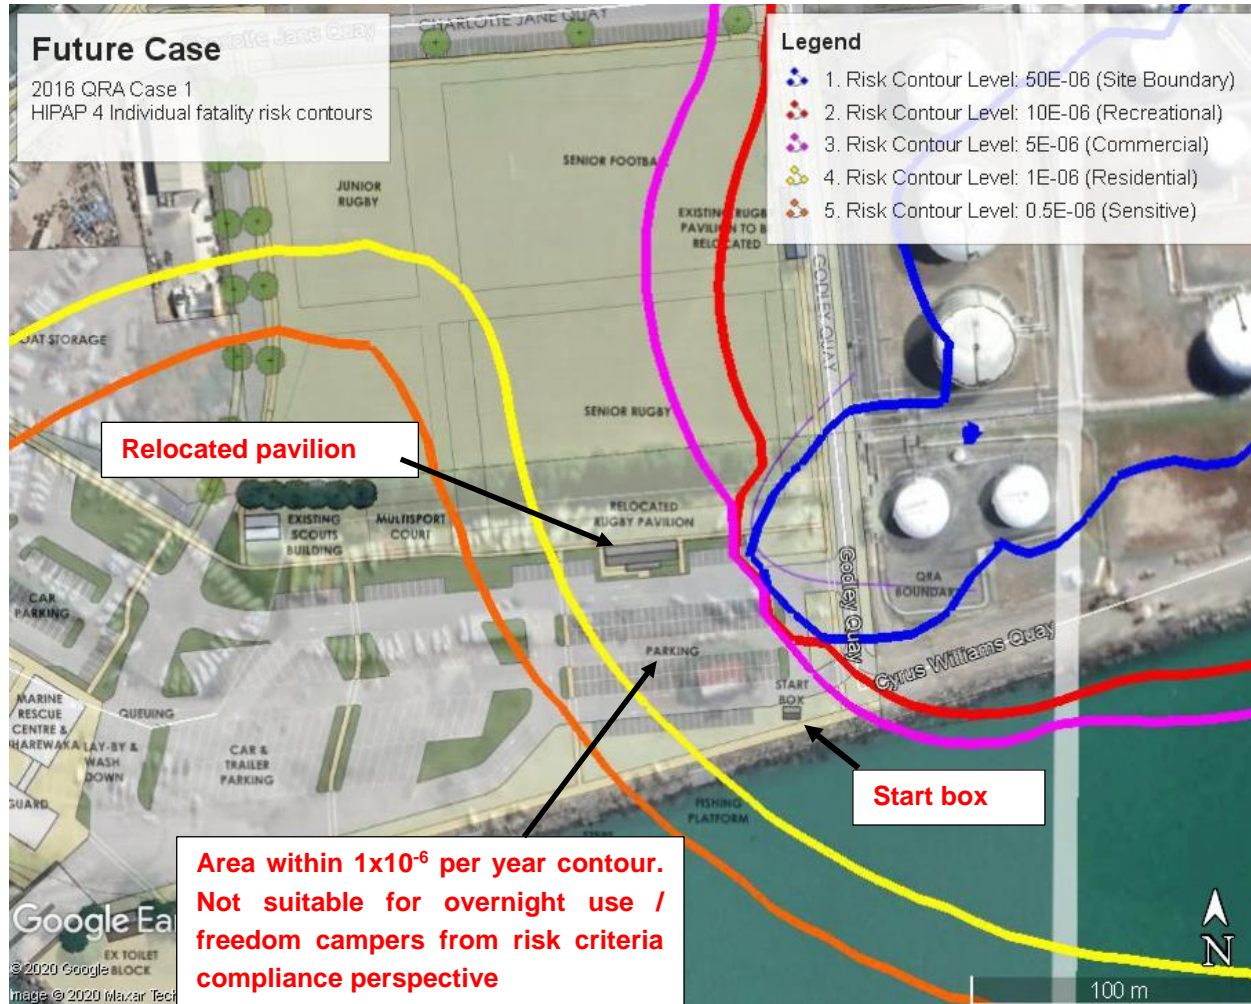 CHARLOTTE JANE QUAY
Future Case
2016 QRA Case 1
HIPAP 4 Individual fatality risk contours
Legend
1. Risk Contour Level: 50E-06 (Site Boundary)
2. Risk Contour Level: 10E-06 (Recreational)
3. Risk Contour Level: 5E-06 (Commercial)
4. Risk Contour Level: 1E-06 (Residential)
5. Risk Contour Level: 0.5E-06 (Sensitive)
SENIOR FOOTBAL
JUNIOR
RUGBY
EXISTING RUGB
PAVILION TO B
RELOCATED
GODLEY QUAY
OAT STORAGE
SENIOR RUGBY
Relocated pavilion
EXISTING
SCOUTS
BUILDING
MULTISPORT
COURT
RELOCATED
RUGBY PAVILION
Godley Quay
QRA
BOUNDAR
CAR
PARKING
Cyrus Williams Quay
PARKING
START
BOX
MARINE
RESCUE
CENTRE &
HAREWAKA
QUEUING
LAY-BY &
WASH
DOWN
CAR &
TRAILER
PARKING
GUARD
Start box
FISHING
PLATFORM
Area within 1x10⁻⁶ per year contour.
Not suitable for overnight use /
freedom campers from risk criteria
compliance perspective
Google Ea
EX TOILET
BLOCK
© 2020 Google
mage © 2020 Maxar Tec
N
100 m